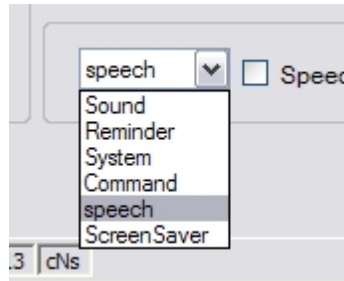 speech Speec
Sound
Reminder
System
Command
speech
ScreenSaver
.3 cNs